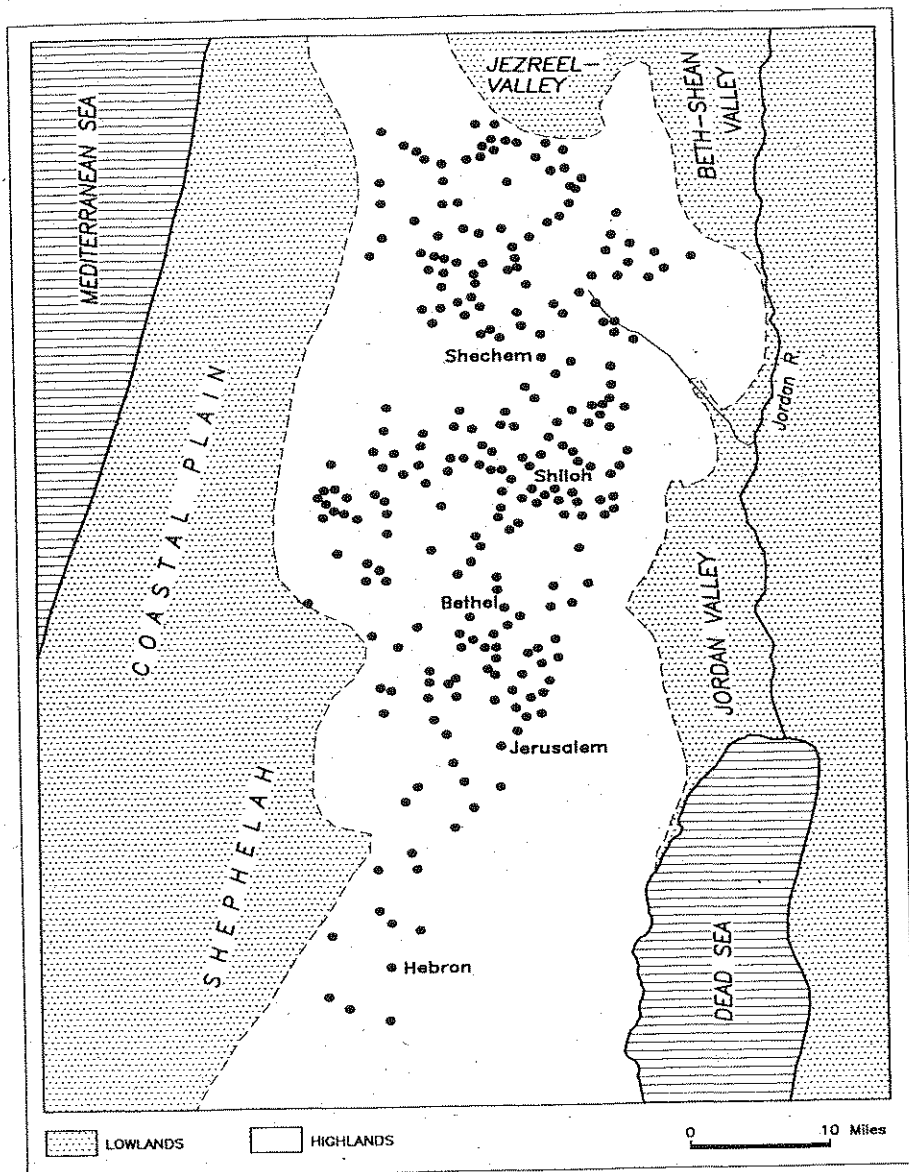 JEZREEL-
VALLEY
BETH-SHEAN
VALLEY
MEDITERRANEAN SEA
Shechem
Jordan R.
COASTAL PLAIN
Shiloh
Bethel
JORDAN VALLEY
Jerusalem
SHEPHELAH
Hebron
DEAD SEA
LOWLANDS
HIGHLANDS
0 10 Miles